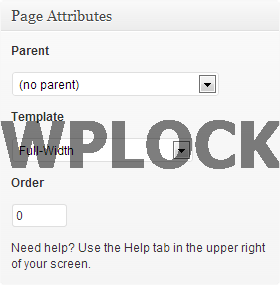 Page Attributes
Parent
(no parent)
Template
WPLOCK
Full-Width
Order
0
Need help? Use the Help tab in the upper right
of your screen.